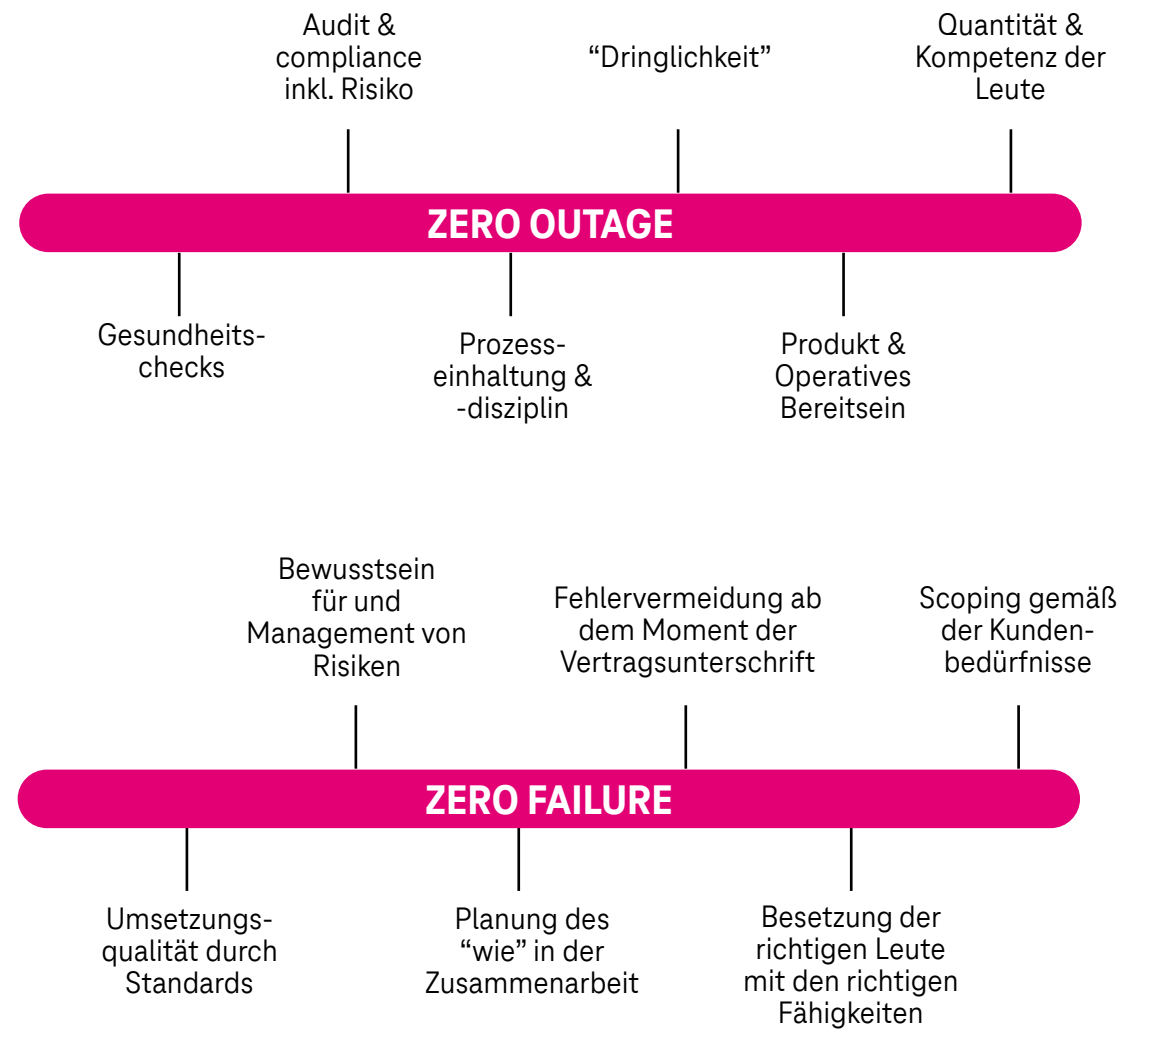 Audit &
compliance
inkl. Risiko
“Dringlichkeit”
Quantität &
Kompetenz der
Leute
ZERO OUTAGE
Gesundheits-
checks
Prozess-
einhaltung &
-disziplin
Produkt &
Operatives
Bereitsein
Bewusstsein
für und
Management von
Risiken
Fehlervermeidung ab
dem Moment der
Vertragsunterschrift
Scoping gemäß
der Kunden-
bedürfnisse
ZERO FAILURE
Umsetzungs-
qualität durch
Standards
Planung des
“wie” in der
Zusammenarbeit
Besetzung der
richtigen Leute
mit den richtigen
Fähigkeiten